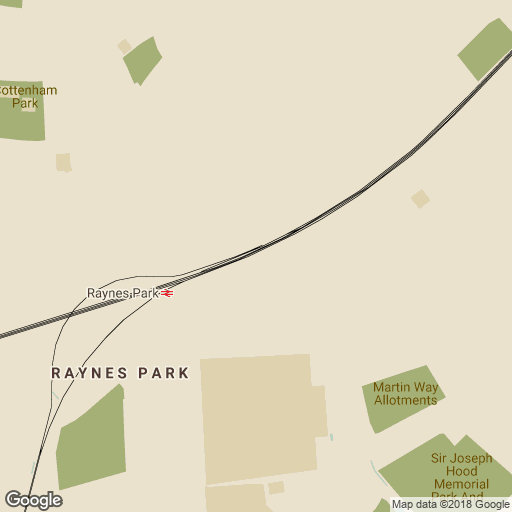 Cottenham
Park
Raynes Park
RAYNES PARK
Martin Way
Allotments
Sir Joseph
Hood
Memorial
Park And
Google
Map data ©2018 Google